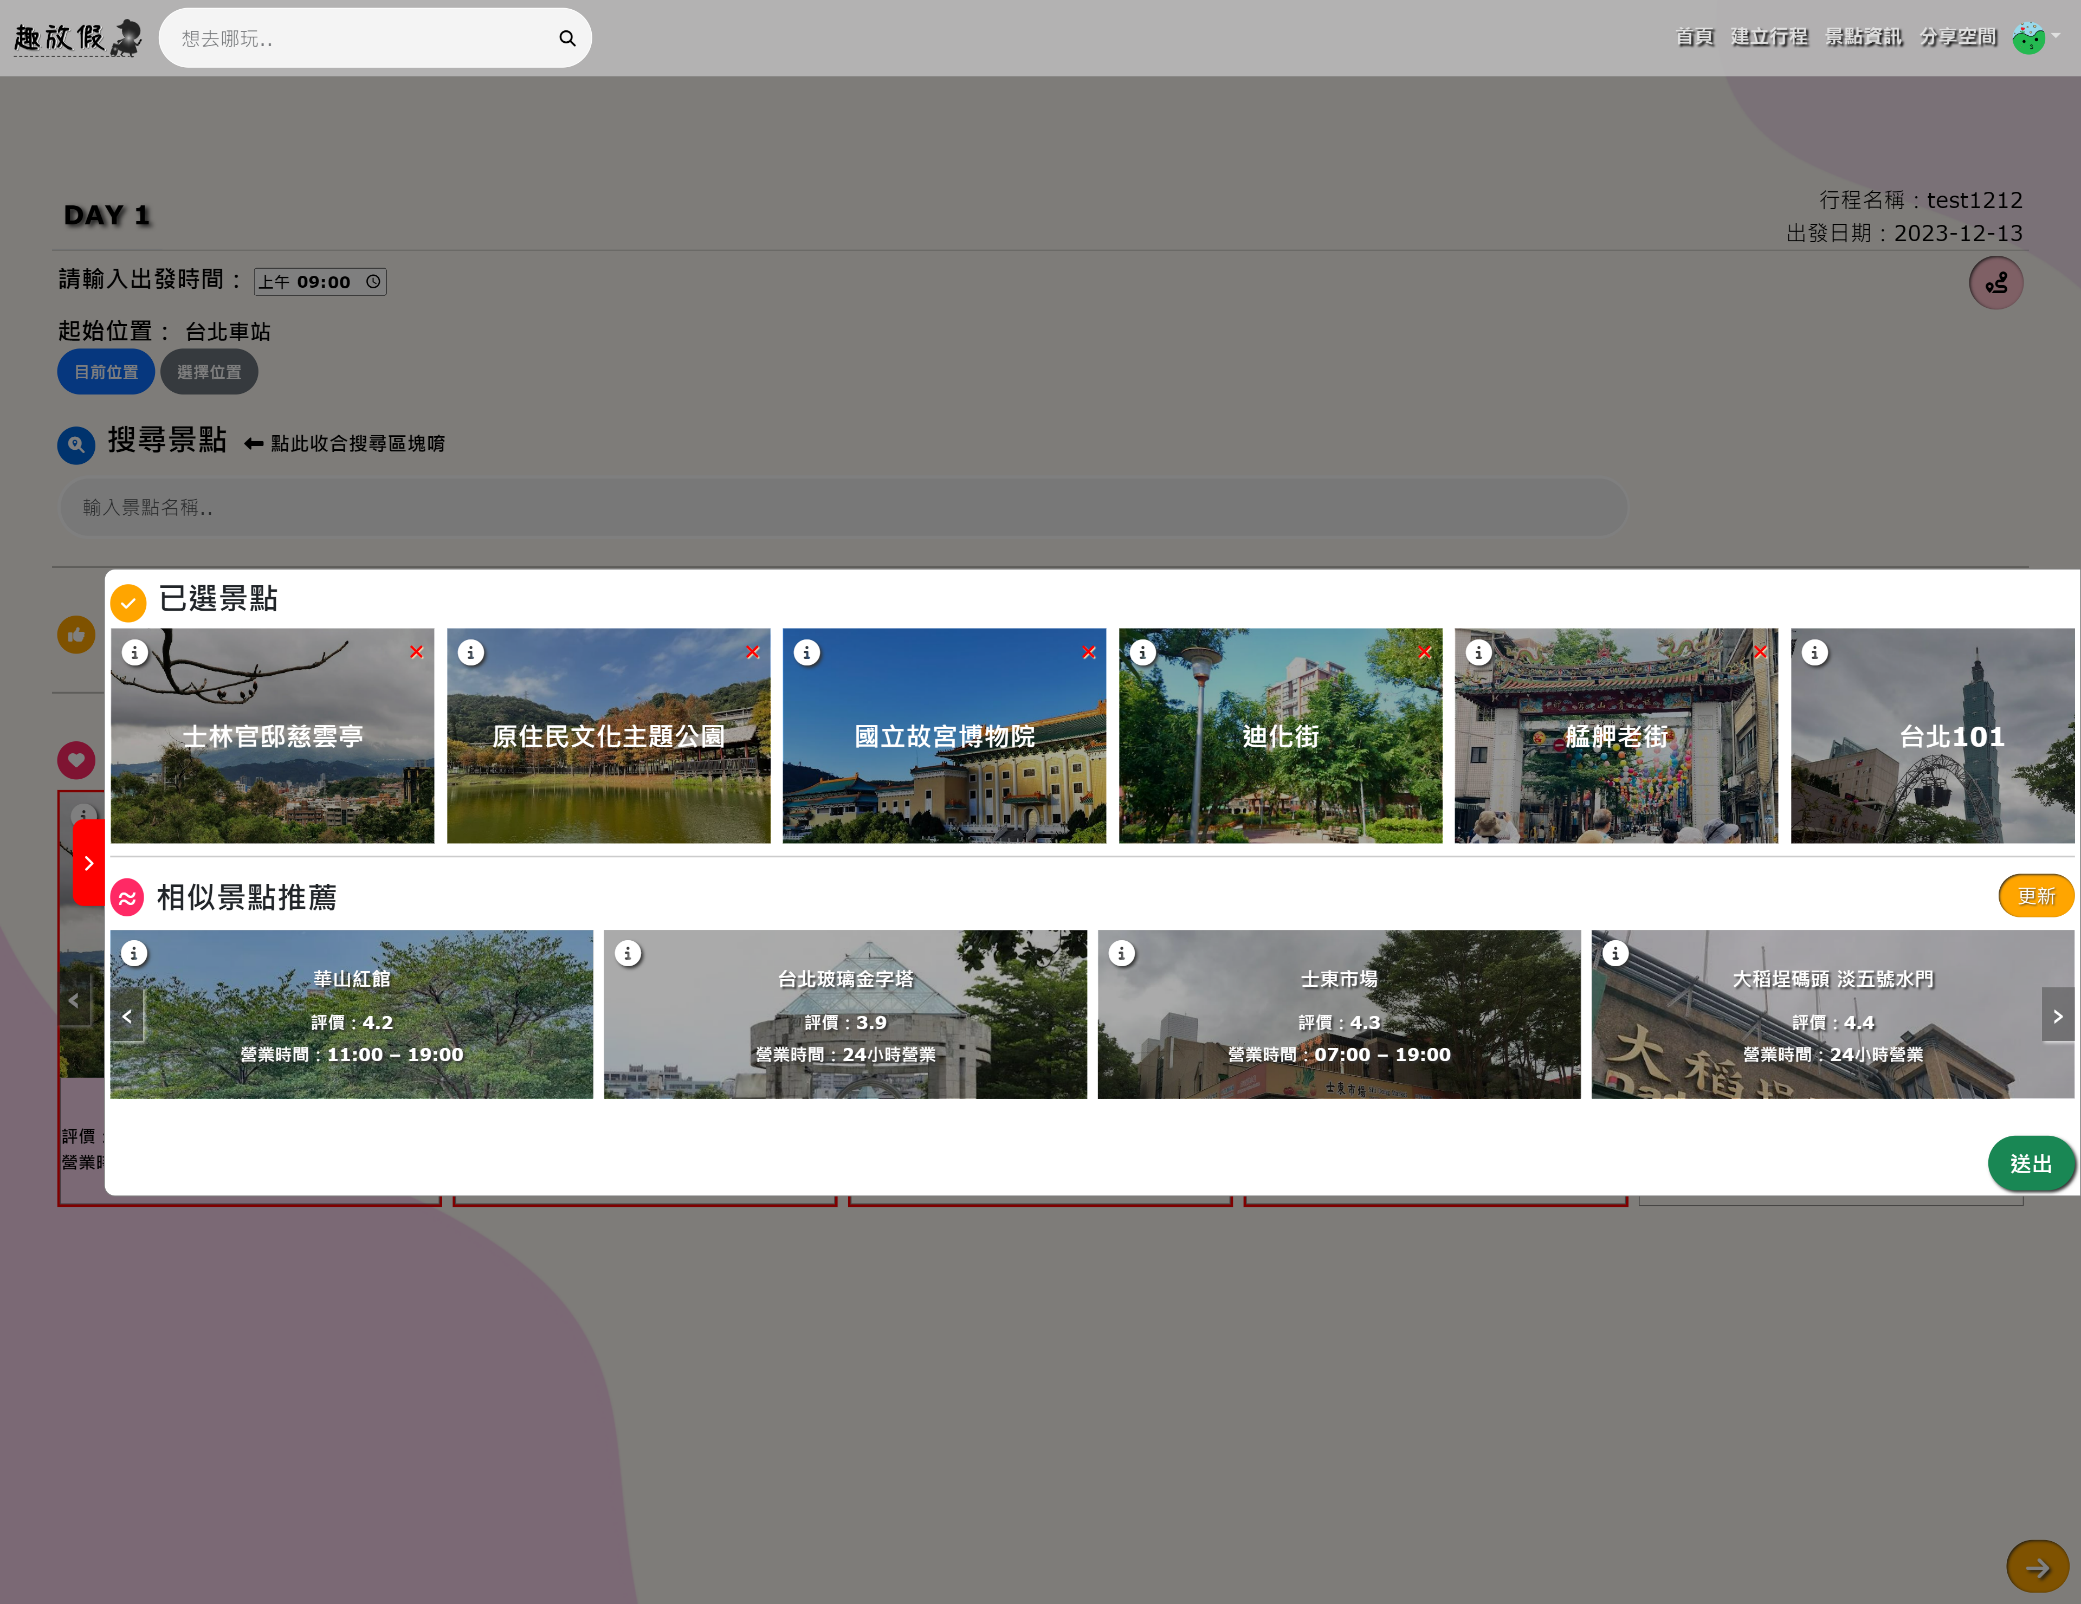 趣放假
想去哪玩..
首頁 建立行程 景點資訊 分享空間
DAY 1
行程名稱：test1212
出發日期：2023-12-13
請輸入出發時間： 上午 09:00
起始位置： 台北車站
目前位置 選擇位置
搜尋景點 點此收合搜尋區塊唷
輸入景點名稱..
已選景點
士林官邸慈雲亭
原住民文化主題公園
國立故宮博物院
迪化街
艋舺老街
台北101
相似景點推薦
更新
華山紅館
評價：4.2
營業時間：11:00 – 19:00
台北玻璃金字塔
評價：3.9
營業時間：24小時營業
士東市場
評價：4.3
營業時間：07:00 – 19:00
士東市場
大稻埕碼頭 淡五號水門
評價：4.4
營業時間：24小時營業
大稻埕
評價：
營業時
送出